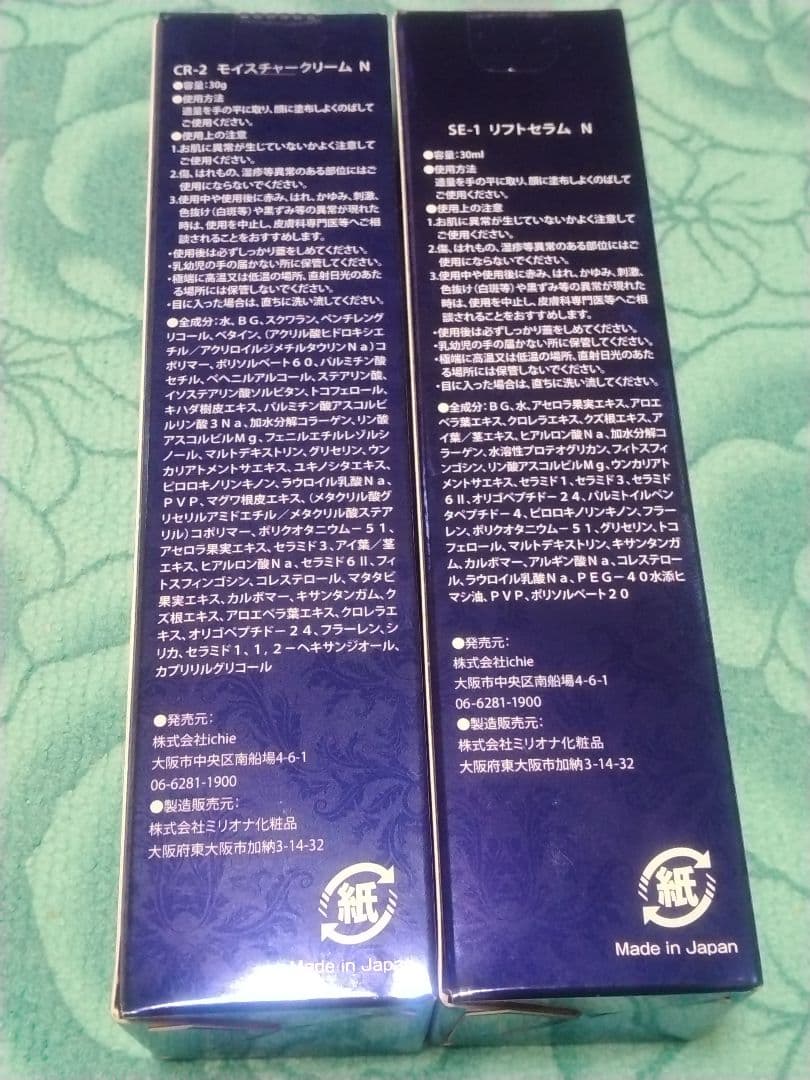 CR-2 モイスチャークリーム N
●容量:30g
●使用方法
適量を手の平に取り、顔に塗布しよくのばして
ご使用ください。
●使用上の注意
1.お肌に異常が生じていないかよく注意して
ご使用ください。
2.傷、はれもの、湿疹等異常のある部位にはご
使用にならないでください。
3.使用中や使用後に赤み、はれ、かゆみ、刺激、
色抜け(白斑等)や黒ずみ等の異常が現れた
時は、使用を中止し、皮膚科専門医等へご相
談されることをおすすめします。
・使用後は必ずしっかり蓋をしめてください。
・乳幼児の手の届かない所に保管してください。
・極端に高温又は低温の場所、直射日光のあた
る場所には保管しないでください。
・目に入った場合は、直ちに洗い流してください。
●全成分:水、BG、スクワラン、ペンチレング
リコール、ベタイン、(アクリル酸ヒドロキシエ
チル/アクリロイルジメチルタウリンNa)コ
ポリマー、ポリソルベート60、パルミチン酸
セチル、ベヘニルアルコール、ステアリン酸、
イソステアリン酸ソルビタン、トコフェロール、
キハダ樹皮エキス、パルミチン酸アスコルビ
ルリン酸3Na、加水分解コラーゲン、リン酸
アスコルビルMg、フェニルエチルレゾルシ
ノール、マルトデキストリン、グリセリン、ウン
カリアトメントサエキス、ユキノシタエキス、
ピロロキノリンキノン、ラウロイル乳酸Na、
PVP、マグワ根皮エキス、(メタクリル酸グ
リセリルアミドエチル/メタクリル酸ステア
リル)コポリマー、ポリクオタニウム-51、
アセロラ果実エキス、セラミド3、アイ葉/茎
エキス、ヒアルロン酸Na、セラミド6Ⅱ、フィ
トスフィンゴシン、コレステロール、マタタビ
果実エキス、カルボマー、キサンタンガム、ク
ズ根エキス、アロエベラ葉エキス、クロレラエ
キス、オリゴペプチド-24、フラーレン、シ
リカ、セラミド1、1,2-ヘキサンジオール、
カプリリルグリコール
●発売元:
株式会社ichie
大阪市中央区南船場4-6-1
06-6281-1900
●製造販売元:
株式会社ミリオナ化粧品
大阪府東大阪市加納3-14-32
紙
Made in Japan
SE-1 リフトセラム N
●容量:30ml
●使用方法
適量を手の平に取り、顔に塗布しよくのばして
ご使用ください。
●使用上の注意
1.お肌に異常が生じていないかよく注意して
ご使用ください。
2.傷、はれもの、湿疹等異常のある部位にはご
使用にならないでください。
3.使用中や使用後に赤み、はれ、かゆみ、刺激、
色抜け(白斑等)や黒ずみ等の異常が現れた
時は、使用を中止し、皮膚科専門医等へご相
談されることをおすすめします。
・使用後は必ずしっかり蓋をしめてください。
・乳幼児の手の届かない所に保管してください。
・極端に高温又は低温の場所、直射日光のあた
る場所には保管しないでください。
・目に入った場合は、直ちに洗い流してください。
●全成分:BG、水、アセロラ果実エキス、アロエ
ベラ葉エキス、クロレラエキス、クズ根エキス、ア
イ葉/茎エキス、ヒアルロン酸Na、加水分解コ
ラーゲン、水溶性プロテオグリカン、フィトスフィ
ンゴシン、リン酸アスコルビルMg、ウンカリアト
メントサエキス、セラミド1、セラミド3、セラミド
6Ⅱ、オリゴペプチド-24、パルミトイルペン
タペプチド-4、ピロロキノリンキノン、フラー
レン、ポリクオタニウム-51、グリセリン、トコ
フェロール、マルトデキストリン、キサンタンガ
ム、カルボマー、アルギン酸Na、コレステロー
ル、ラウロイル乳酸Na、PEG-40水添ヒ
マシ油、PVP、ポリソルベート20
●発売元:
株式会社ichie
大阪市中央区南船場4-6-1
06-6281-1900
●製造販売元:
株式会社ミリオナ化粧品
大阪府東大阪市加納3-14-32
紙
Made in Japan